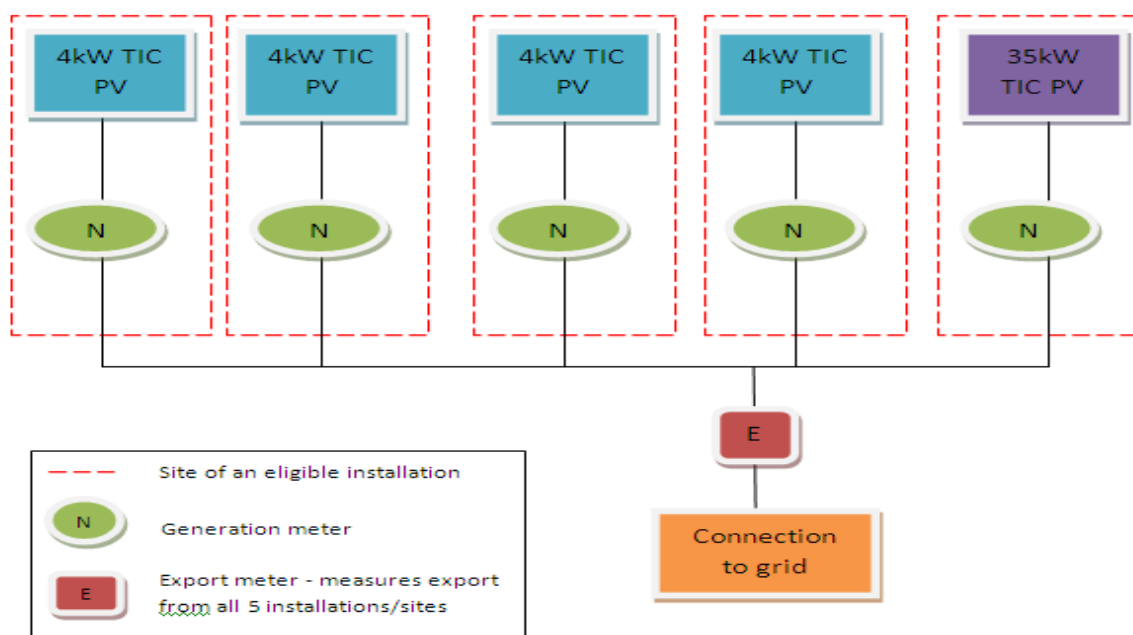 4kW TIC
PV
4kW TIC
PV
4kW TIC
PV
4kW TIC
PV
35kW
TIC PV
N
N
N
N
N
E
Connection
to grid
Site of an eligible installation
N
Generation meter
E
Export meter - measures export
from all 5 installations/sites